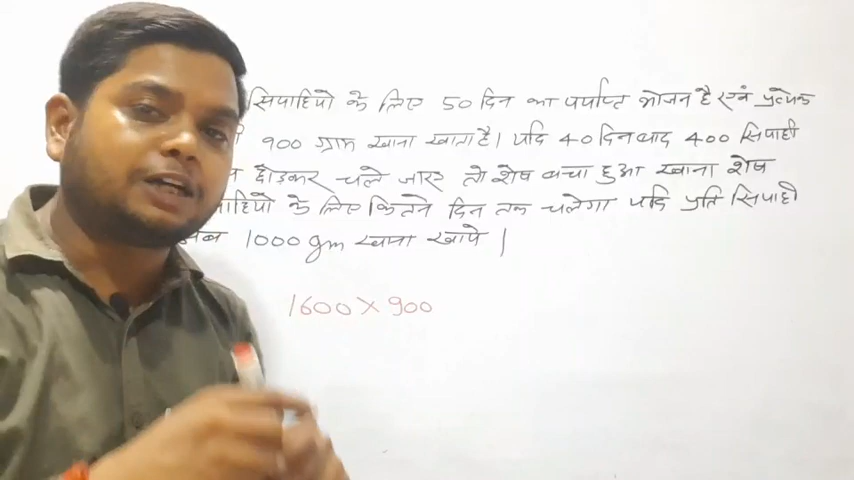 सिपाहियो के लिए 50 दिन का पर्याप्त भोजन है एवं प्रत्येक
900 ग्राम खाना खाता है। यदि 40 दिन बाद 400 सिपाही
छोड़कर चले जाए तो शेष बचा हुआ खाना शेष
के लिए कितने दिन तक चलेगा यदि प्रति सिपाही
1000 gm खाना खाये |
1600 × 900